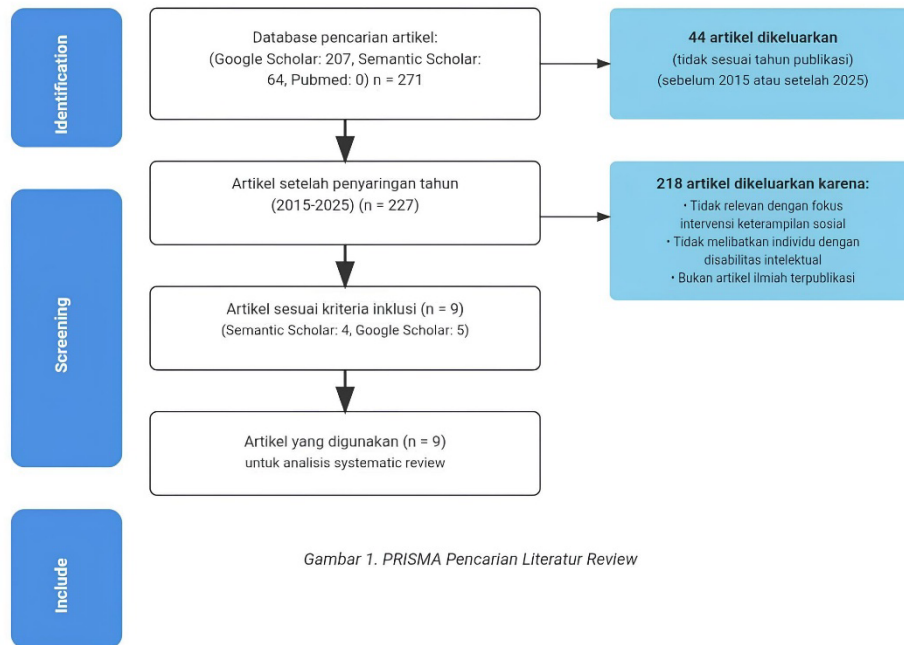 Identification
Database pencarian artikel:
(Google Scholar: 207, Semantic Scholar:
64, Pubmed: 0) n = 271
44 artikel dikeluarkan
(tidak sesuai tahun publikasi)
(sebelum 2015 atau setelah 2025)
Screening
Artikel setelah penyaringan tahun
(2015-2025) (n = 227)
218 artikel dikeluarkan karena:
• Tidak relevan dengan fokus
intervensi keterampilan sosial
• Tidak melibatkan individu dengan
disabilitas intelektual
• Bukan artikel ilmiah terpublikasi
Artikel sesuai kriteria inklusi (n = 9)
(Semantic Scholar: 4, Google Scholar: 5)
Artikel yang digunakan (n = 9)
untuk analisis systematic review
Include
Gambar 1. PRISMA Pencarian Literatur Review